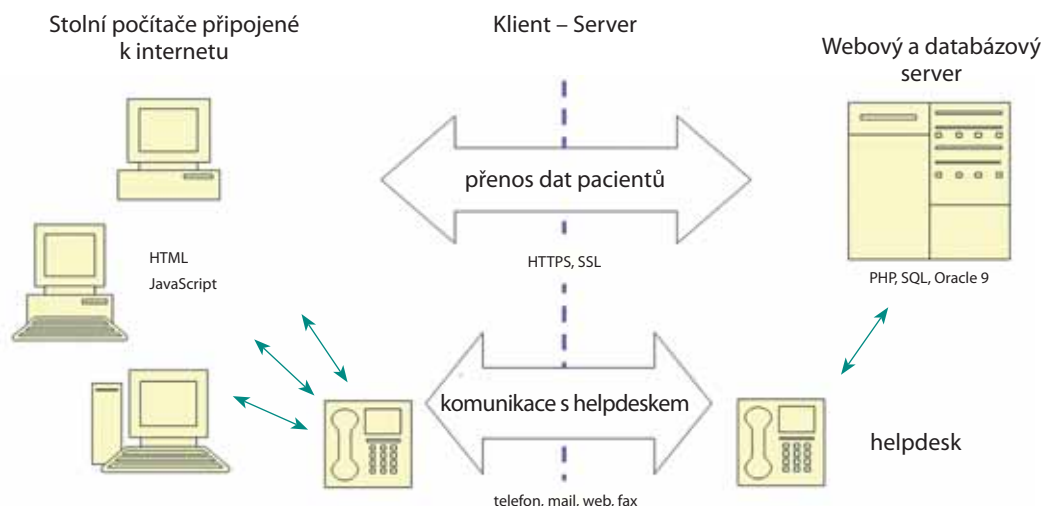 Stolní počítače připojené
k internetu
Klient – Server
Webový a databázový
server
přenos dat pacientů
HTML
JavaScript
HTTPS, SSL
PHP, SQL, Oracle 9
komunikace s helpdeskem
helpdesk
telefon, mail, web, fax